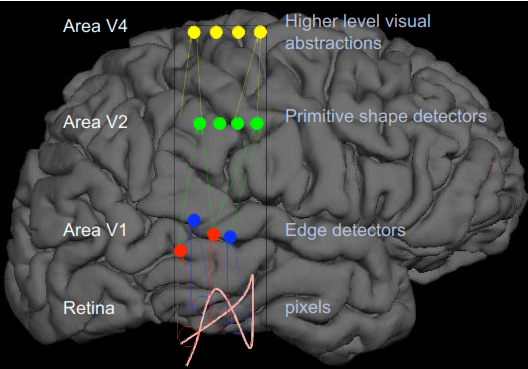 Area V4
Higher level visual
abstractions
Area V2
Primitive shape detectors
Area V1
Edge detectors
Retina
pixels